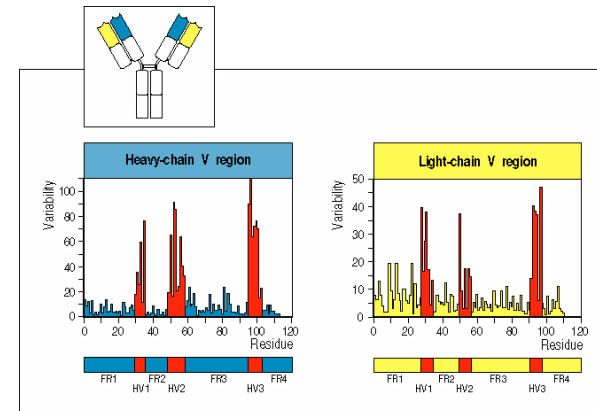 Heavy-chain V region
Variability
100
80
60
40
20
0
0 20 40 60 80 100 120
Residue
FR1 HV1 FR2 HV2 FR3 HV3 FR4
Light-chain V region
Variability
50
40
30
20
10
0
0 20 40 60 80 100 120
Residue
FR1 HV1 FR2 HV2 FR3 HV3 FR4